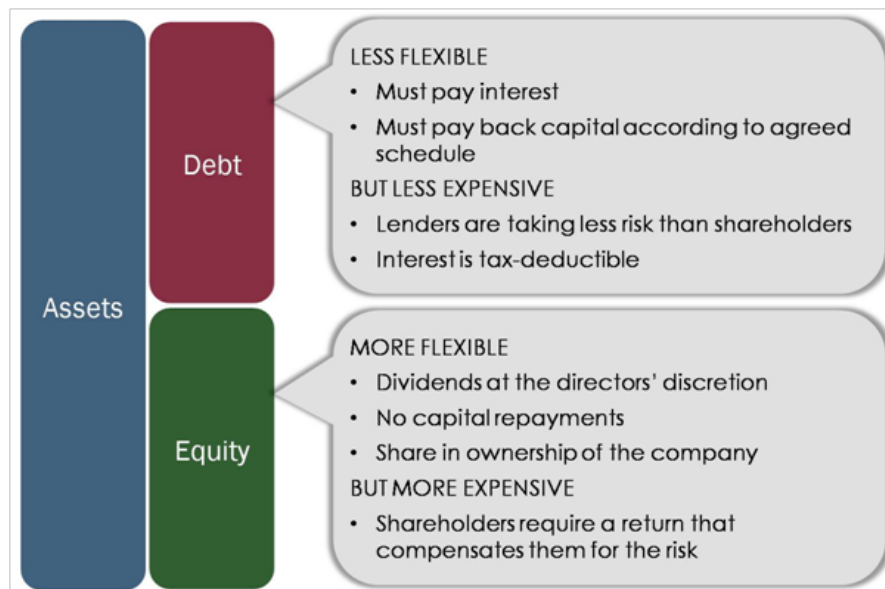 Assets
Debt
LESS FLEXIBLE
• Must pay interest
• Must pay back capital according to agreed
schedule
BUT LESS EXPENSIVE
• Lenders are taking less risk than shareholders
• Interest is tax-deductible
Equity
MORE FLEXIBLE
• Dividends at the directors’ discretion
• No capital repayments
• Share in ownership of the company
BUT MORE EXPENSIVE
• Shareholders require a return that
compensates them for the risk